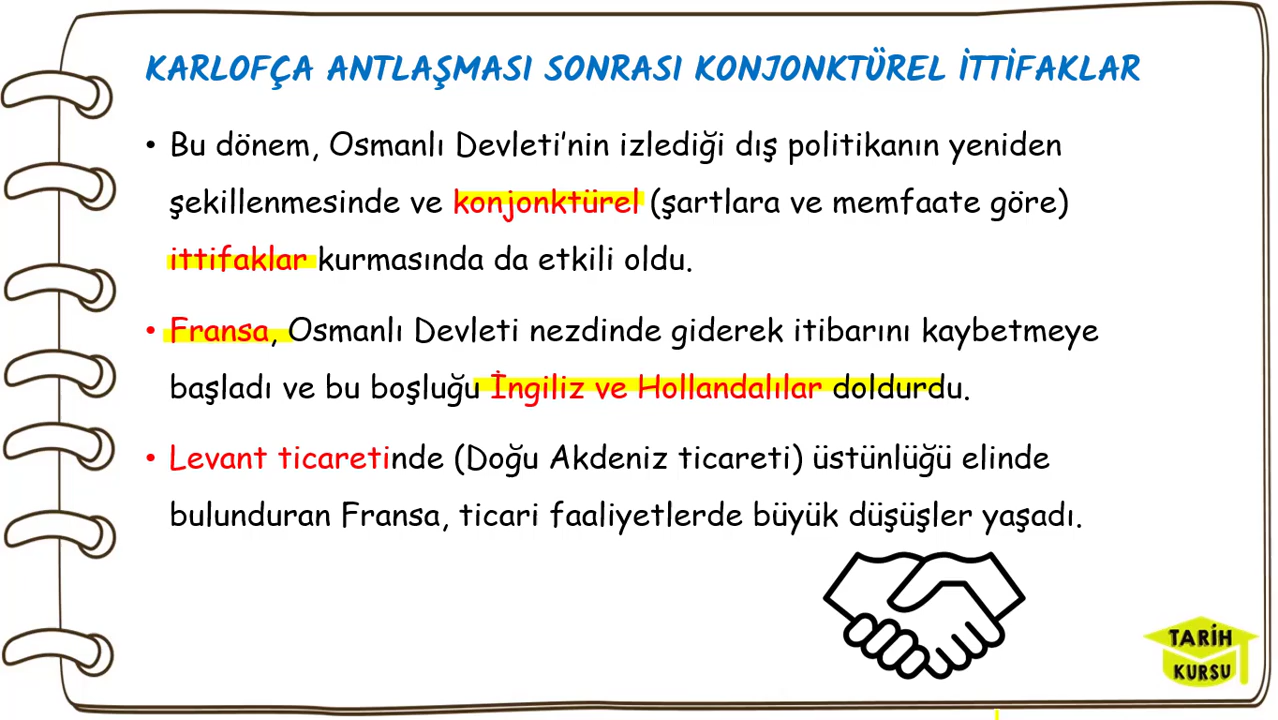 KARLOFÇA ANTLAŞMASI SONRASI KONJONKTÜREL İTTİFAKLAR
• Bu dönem, Osmanlı Devleti’nin izlediği dış politikanın yeniden
şekillenmesinde ve konjonktürel (şartlara ve memfaate göre)
ittifaklar kurmasında da etkili oldu.
• Fransa, Osmanlı Devleti nezdinde giderek itibarını kaybetmeye
başladı ve bu boşluğu İngiliz ve Hollandalılar doldurdu.
• Levant ticaretinde (Doğu Akdeniz ticareti) üstünlüğü elinde
bulunduran Fransa, ticari faaliyetlerde büyük düşüşler yaşadı.
TARİH
KURSU